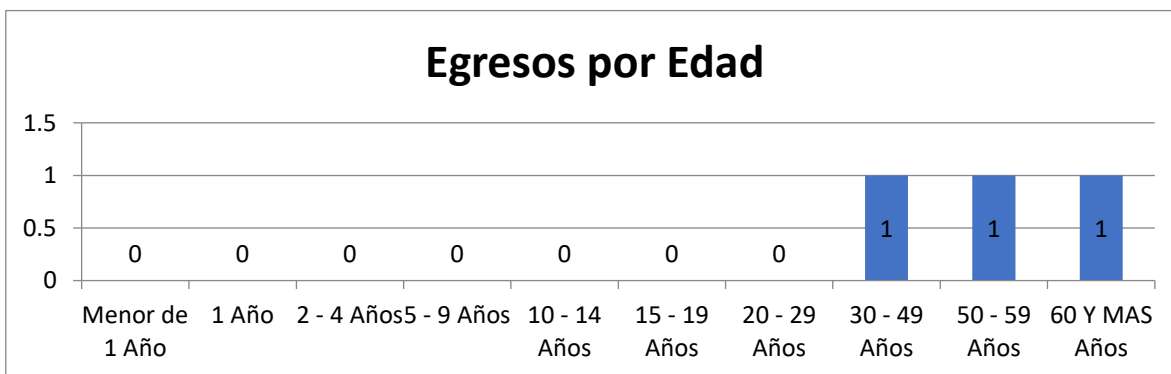 Egresos por Edad
1.5
1
0.5
0
0 0 0 0 0 0 0 1 1 1
Menor de 1 Año 2 - 4 Años 5 - 9 Años 10 - 14 15 - 19 20 - 29 30 - 49 50 - 59 60 Y MAS
1 Año Años Años Años Años Años Años